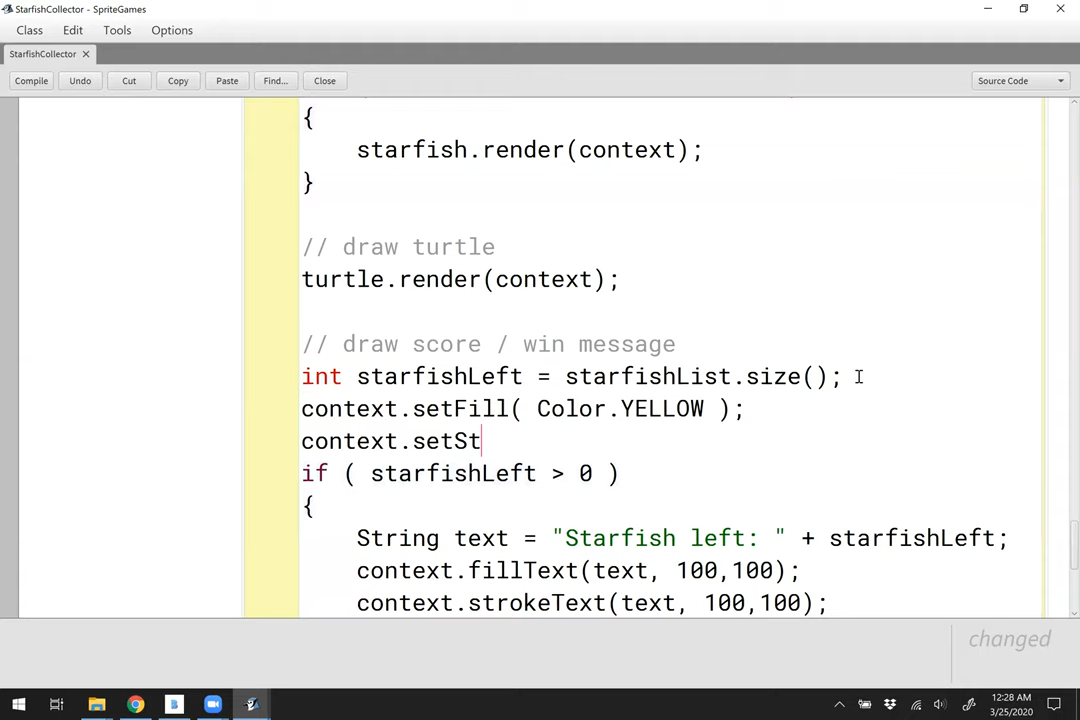 StarfishCollector - SpriteGames
Class Edit Tools Options
StarfishCollector
Compile Undo Cut Copy Paste Find... Close Source Code
{
starfish.render(context);
}
// draw turtle
turtle.render(context);
// draw score / win message
int starfishLeft = starfishList.size();
context.setFill( Color.YELLOW );
context.setSt
if ( starfishLeft > 0 )
{
String text = "Starfish left: " + starfishLeft;
context.fillText(text, 100,100);
context.strokeText(text, 100,100);
changed
12:28 AM
3/25/2020